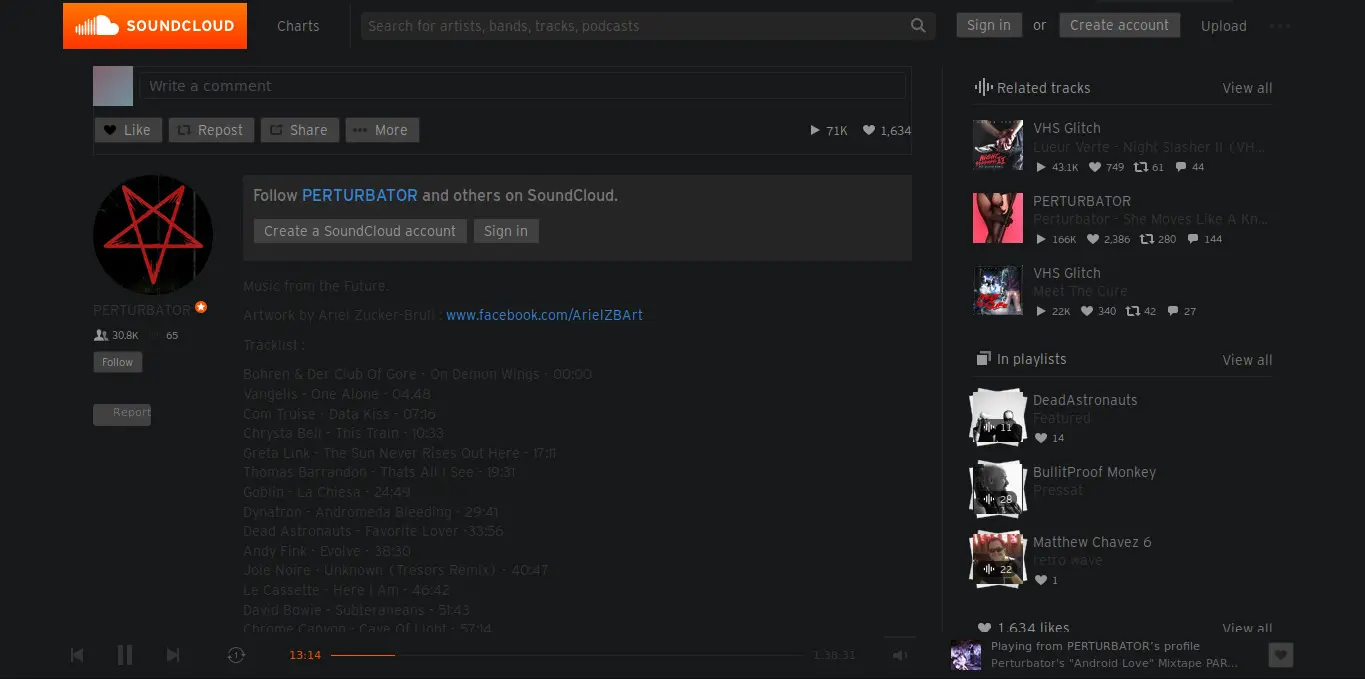 SOUNDCLOUD
Charts
Search for artists, bands, tracks, podcasts
Sign in or Create account Upload
Write a comment
Like Repost Share More
71K 1,634
PERTURBATOR
30.8K 65
Follow
Report
Follow PERTURBATOR and others on SoundCloud.
Create a SoundCloud account Sign in
Music from the Future.
Artwork by Ariel Zucker-Brull : www.facebook.com/ArielZBArt
Tracklist :
Bohren & Der Club Of Gore - On Demon Wings - 00:00
Vangelis - One Alone - 04:48
Com Truise - Data Kiss - 07:16
Chrysta Bell - This Train - 10:33
Greta Link - The Sun Never Rises Out Here - 17:11
Thomas Barrandon - Thats All I See - 19:31
Goblin - La Chiesa - 24:49
Dynatron - Andromeda Bleeding - 29:41
Dead Astronauts - Favorite Lover -33:56
Andy Fink - Evolve - 38:30
Joie Noire - Unknown (Tresors Remix) - 40:47
Le Cassette - Here I Am - 46:42
David Bowie - Subterraneans - 51:43
Chrome Canyon - Cave Of Light - 57:14
Related tracks View all
VHS Glitch
Lueur Verte - Night Slasher II (VH...
43.1K 749 61 44
PERTURBATOR
Perturbator - She Moves Like A Kn...
166K 2,386 280 144
VHS Glitch
Meet The Cure
22K 340 42 27
In playlists View all
DeadAstronauts
Featured
11
14
BullitProof Monkey
Pressat
28
Matthew Chavez 6
retro wave
22
1
1,634 likes View all
1
13:14 1:38:31
Playing from PERTURBATOR's profile
Perturbator's "Android Love" Mixtape PAR...